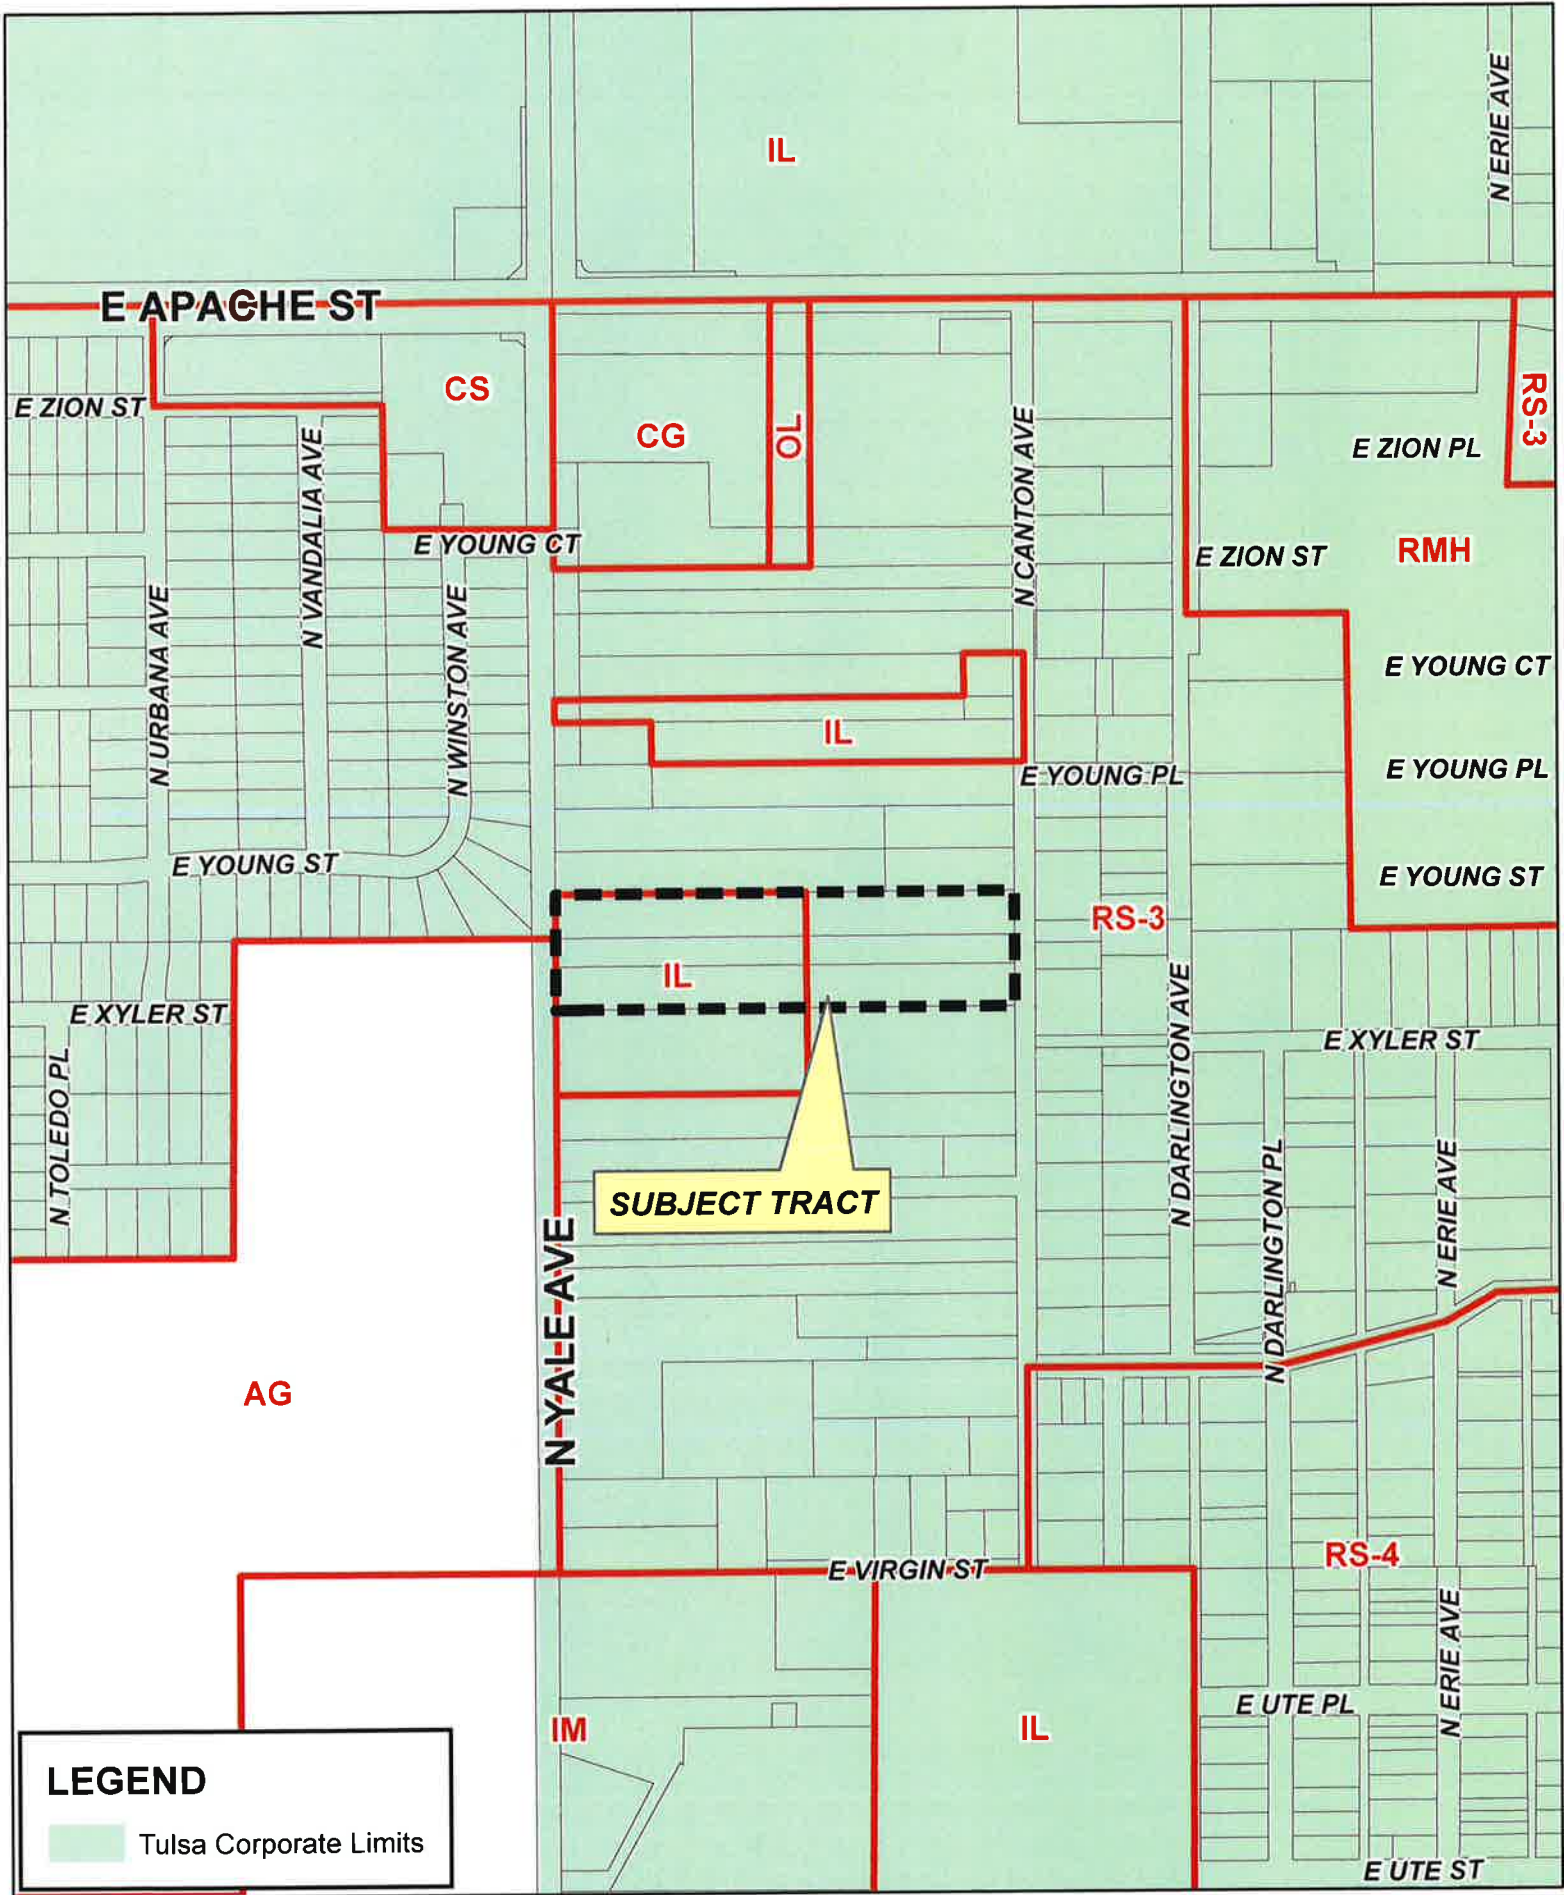 IL
N ERIE AVE
E APACHE ST
CS
CG
OL
RS-3
E ZION ST
E ZION PL
N VANDALIA AVE
N CANTON AVE
E YOUNG CT
E ZION ST
RMH
N URBANA AVE
N WINSTON AVE
E YOUNG CT
IL
E YOUNG PL
E YOUNG PL
E YOUNG ST
E YOUNG ST
RS-3
IL
E XYLER ST
N DARLINGTON AVE
E XYLER ST
N TOLEDO PL
SUBJECT TRACT
N DARLINGTON PL
N ERIE AVE
N YALE AVE
AG
RS-4
E VIRGIN ST
N ERIE AVE
E UTE PL
IM
IL
LEGEND
Tulsa Corporate Limits
E UTE ST